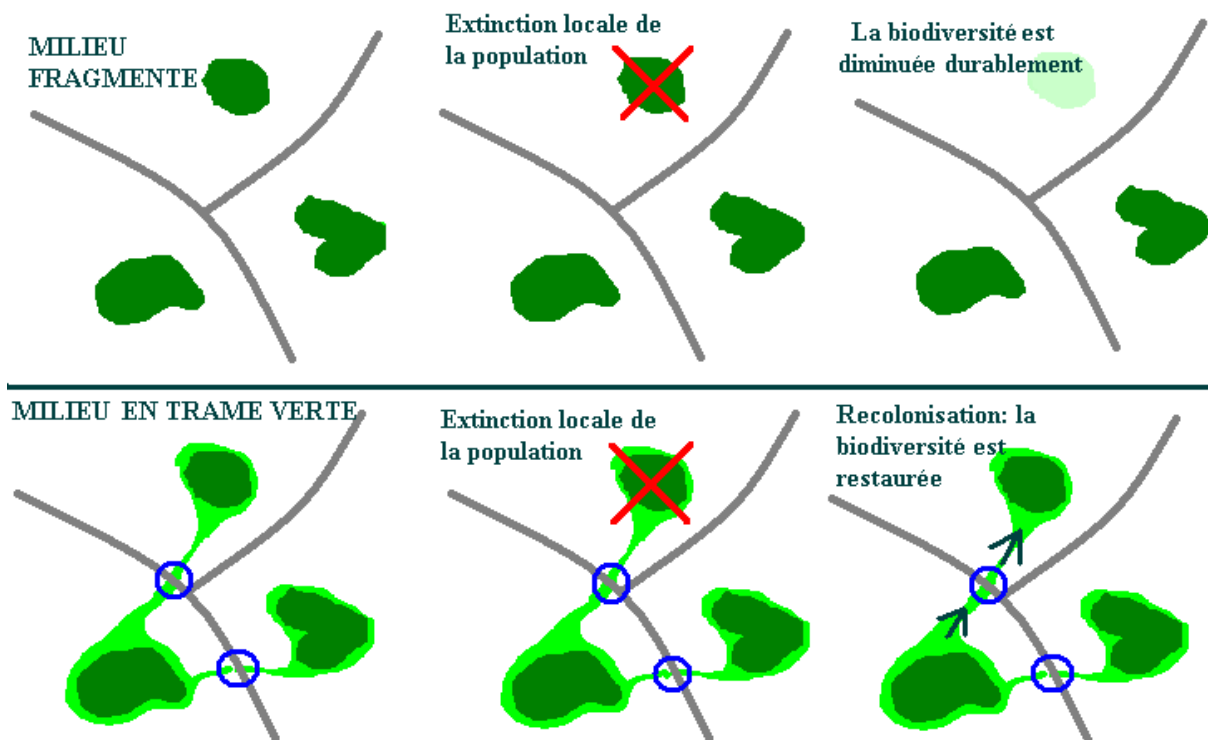 MILIEU
FRAGMENTE
Extinction locale de
la population
La biodiversité est
diminuée durablement
MILIEU EN TRAME VERTE
Extinction locale de
la population
Recolonisation: la
biodiversité est
restaurée